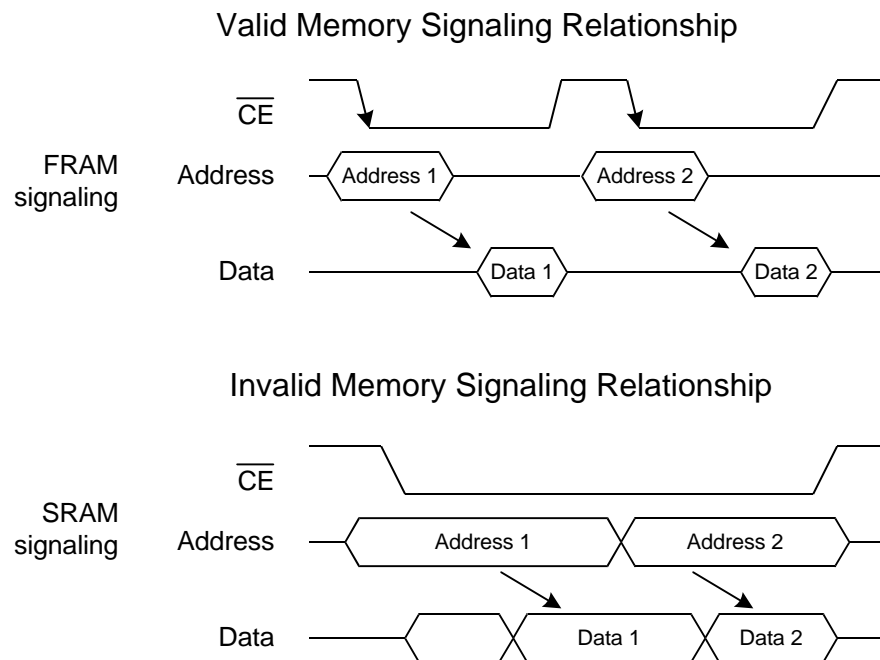 Valid Memory Signaling Relationship
CE
FRAM
signaling
Address
Address 1
Address 2
Data
Data 1
Data 2
Invalid Memory Signaling Relationship
CE
SRAM
signaling
Address
Address 1
Address 2
Data
Data 1
Data 2